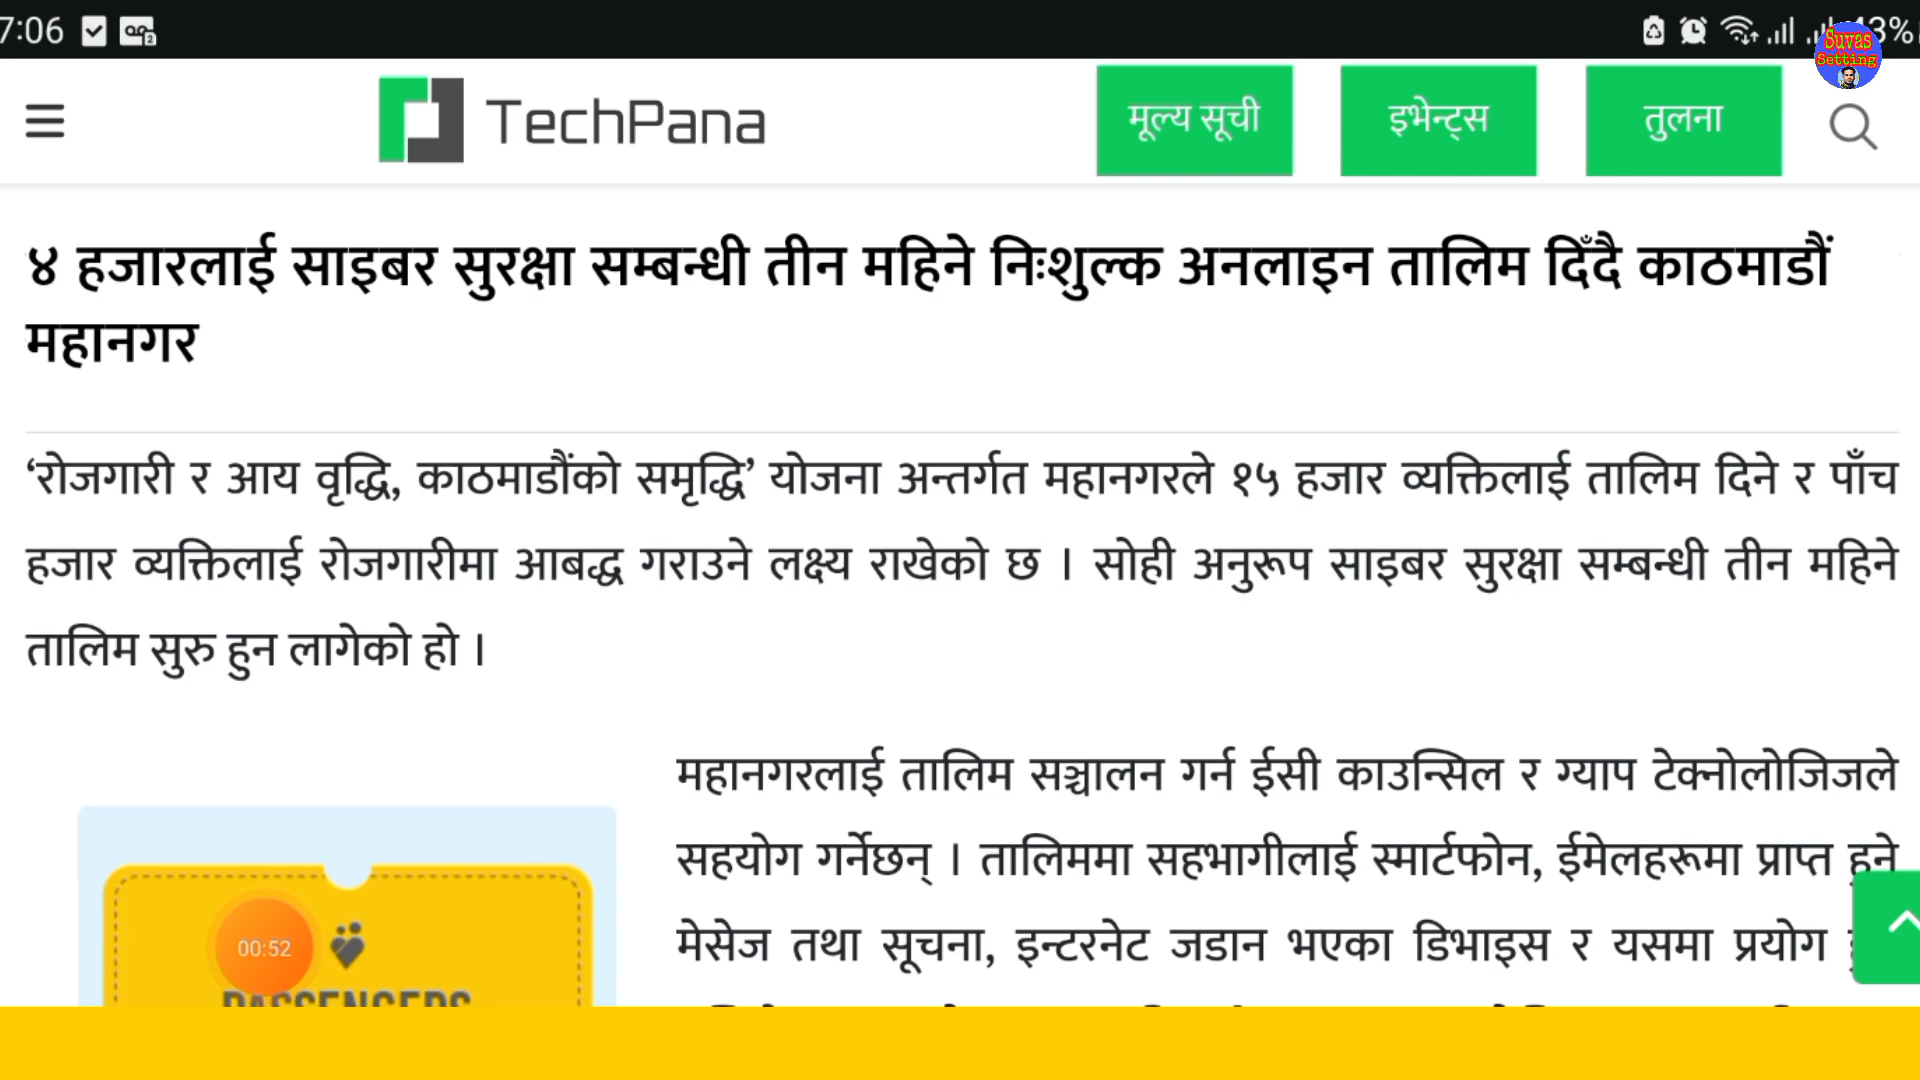 7:06
43%
Suvas
Setting
TechPana
मूल्य सूची
इभेन्ट्स
तुलना
४ हजारलाई साइबर सुरक्षा सम्बन्धी तीन महिने निःशुल्क अनलाइन तालिम दिँदै काठमाडौं
महानगर
‘रोजगारी र आय वृद्धि, काठमाडौंको समृद्धि’ योजना अन्तर्गत महानगरले १५ हजार व्यक्तिलाई तालिम दिने र पाँच
हजार व्यक्तिलाई रोजगारीमा आबद्ध गराउने लक्ष्य राखेको छ । सोही अनुरूप साइबर सुरक्षा सम्बन्धी तीन महिने
तालिम सुरु हुन लागेको हो ।
महानगरलाई तालिम सञ्चालन गर्न ईसी काउन्सिल र ग्याप टेक्नोलोजिजले
सहयोग गर्नेछन् । तालिममा सहभागीलाई स्मार्टफोन, ईमेलहरूमा प्राप्त हुने
मेसेज तथा सूचना, इन्टरनेट जडान भएका डिभाइस र यसमा प्रयोग
00:52
PASSENGERS